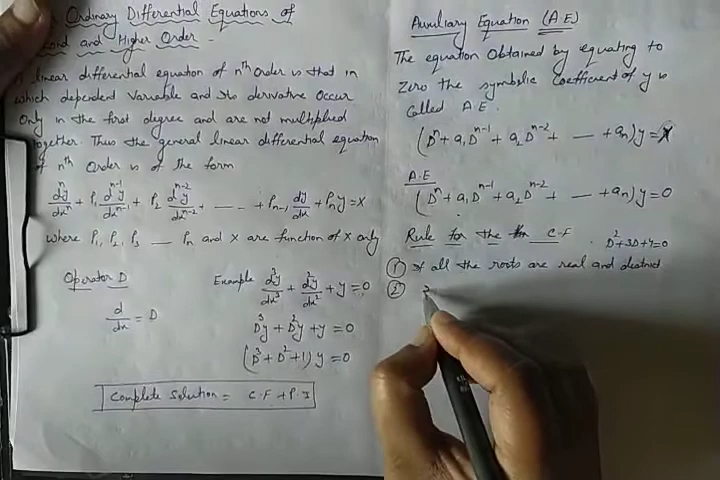 Ordinary Differential Equations of
and Higher Order.
linear differential equation of nth Order is that in
which dependent Variable and its derivative Occur
Only in the first degree and are not multiplied
together. Thus the general linear differential equation
of nth Order is of the form
dⁿy/dxⁿ + P₁ dⁿ⁻¹y/dxⁿ⁻¹ + P₂ dⁿ⁻²y/dxⁿ⁻² + - - - + Pₙ₋₁ dy/dx + Pₙy = X
where P₁, P₂, P₃ — Pₙ and X are function of X only
Operator D
d/dx = D
Example d³y/dx³ + d²y/dx² + y = 0
D³y + D²y + y = 0
(D³ + D² + 1) y = 0
Complete solution = C.F + P.I
Auxiliary Equation (A.E)
The equation Obtained by equating to
Zero the symbolic Coefficient of y is
Called A.E.
(Dⁿ + a₁Dⁿ⁻¹ + a₂Dⁿ⁻² + — + aₙ)y = X
A.E
(Dⁿ + a₁Dⁿ⁻¹ + a₂Dⁿ⁻² + — + aₙ)y = 0
Rule for the C.F
D²+3D+4=0
① If all the roots are real and
②